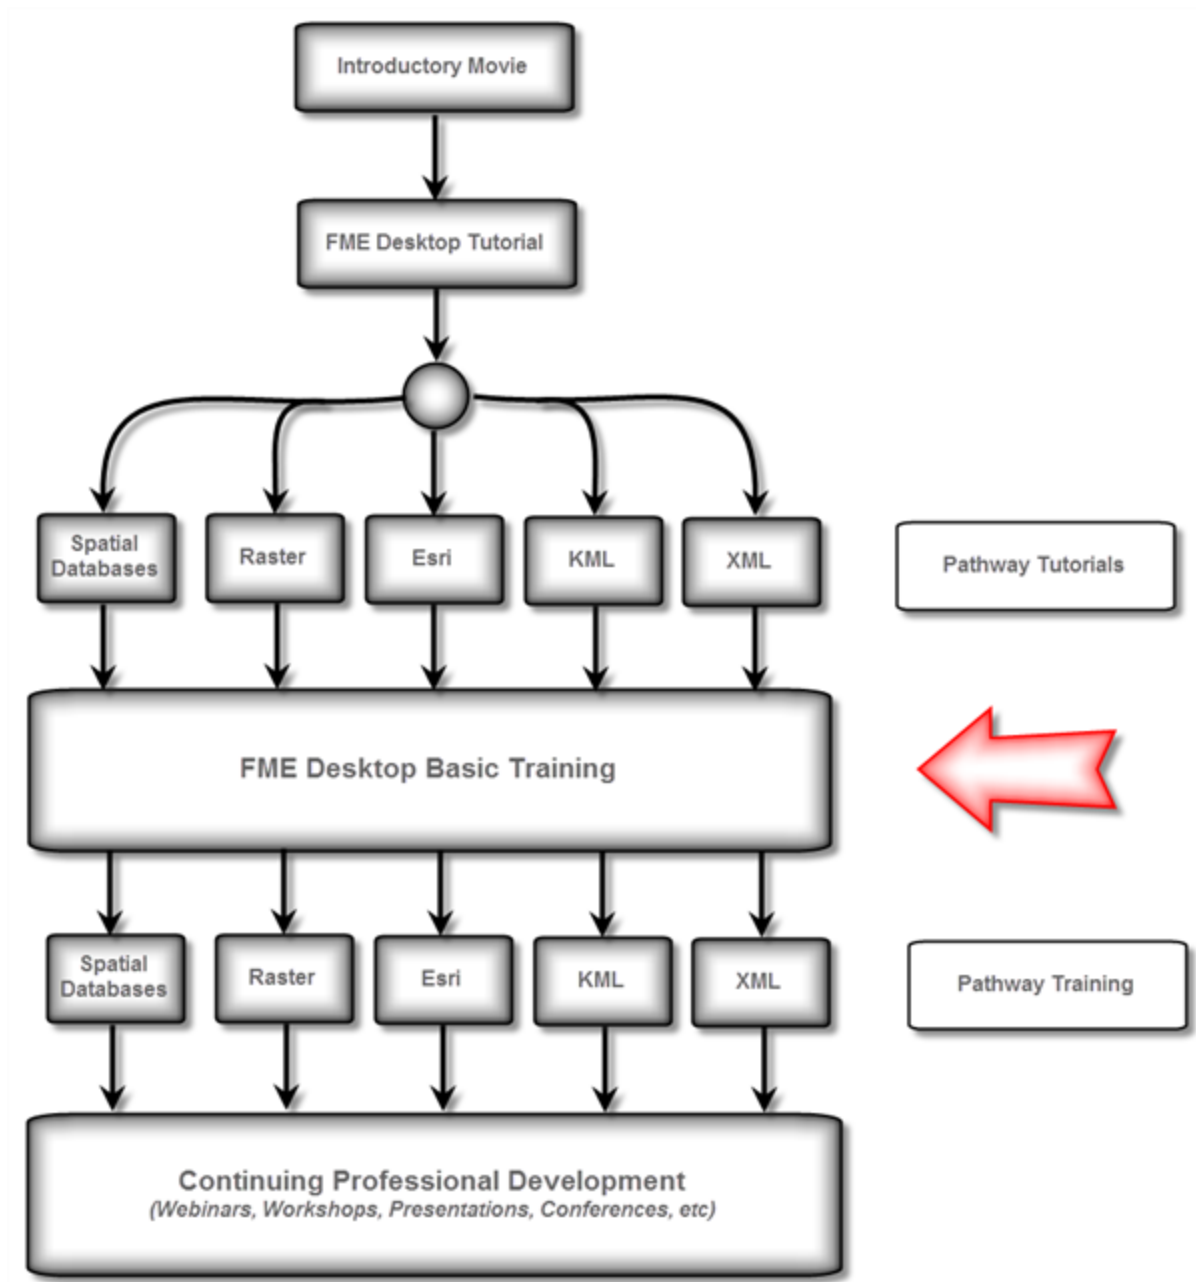 Introductory Movie
FME Desktop Tutorial
Spatial
Databases
Raster
Esri
KML
XML
Pathway Tutorials
FME Desktop Basic Training
Spatial
Databases
Raster
Esri
KML
XML
Pathway Training
Continuing Professional Development
(Webinars, Workshops, Presentations, Conferences, etc)